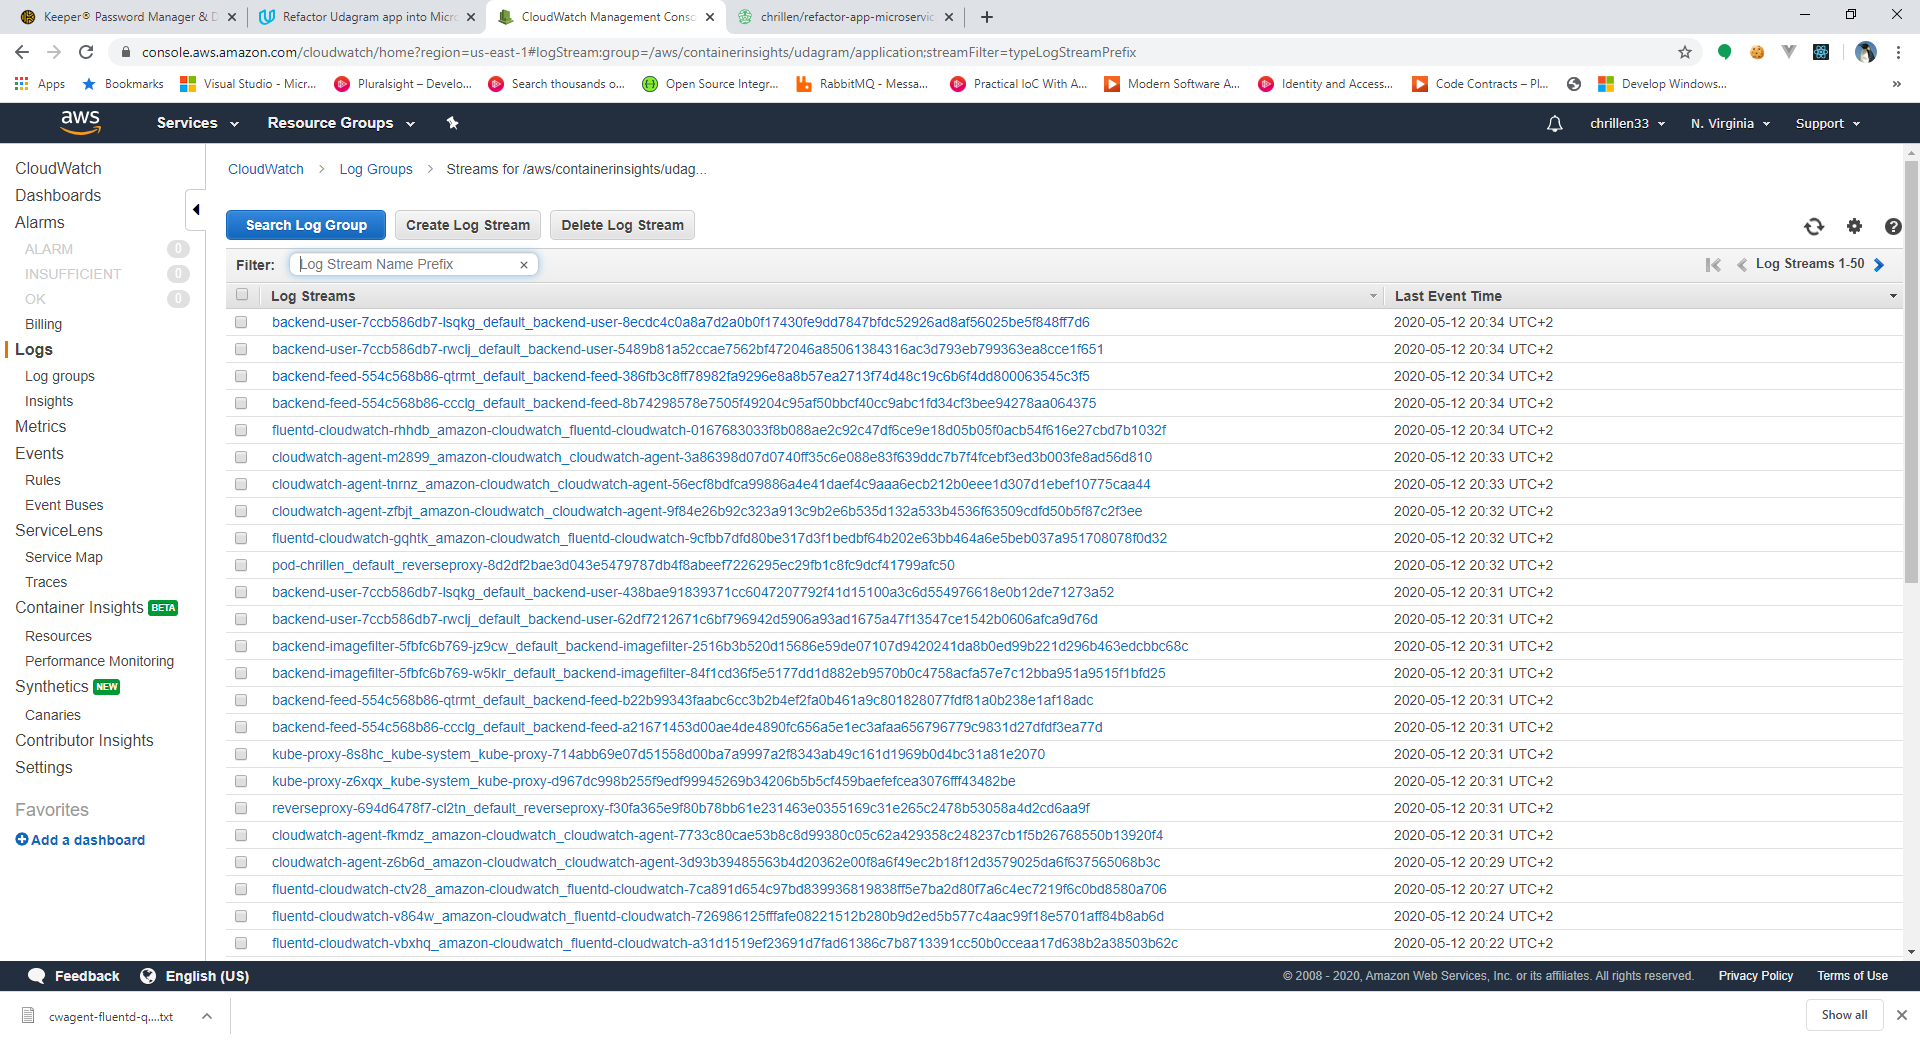 Keeper® Password Manager & D
Refactor Udagram app into Micro
CloudWatch Management Conso
chrillen/refactor-app-microservic
console.aws.amazon.com/cloudwatch/home?region=us-east-1#logStream:group=/aws/containerinsights/udagram/application;streamFilter=typeLogStreamPrefix
Apps
Bookmarks
Visual Studio - Micr...
Pluralsight – Develo...
Search thousands o...
Open Source Integr...
RabbitMQ - Messa...
Practical IoC With A...
Modern Software A...
Identity and Access...
Code Contracts – Pl...
Develop Windows...
»
aws
Services
Resource Groups
chrillen33
N. Virginia
Support
CloudWatch
Dashboards
Alarms
ALARM 0
INSUFFICIENT 0
OK 0
Billing
Logs
Log groups
Insights
Metrics
Events
Rules
Event Buses
ServiceLens
Service Map
Traces
Container Insights BETA
Resources
Performance Monitoring
Synthetics NEW
Canaries
Contributor Insights
Settings
Favorites
Add a dashboard
CloudWatch
Log Groups
Streams for /aws/containerinsights/udag...
Search Log Group
Create Log Stream
Delete Log Stream
Filter: Log Stream Name Prefix
Log Streams 1-50
Log Streams Last Event Time
backend-user-7ccb586db7-lsqkg_default_backend-user-8ecdc4c0a8a7d2a0b0f17430fe9dd7847bfdc52926ad8af56025be5f848ff7d6 2020-05-12 20:34 UTC+2
backend-user-7ccb586db7-rwclj_default_backend-user-5489b81a52ccae7562bf472046a85061384316ac3d793eb799363ea8cce1f651 2020-05-12 20:34 UTC+2
backend-feed-554c568b86-qtrmt_default_backend-feed-386fb3c8ff78982fa9296e8a8b57ea2713f74d48c19c6b6f4dd800063545c3f5 2020-05-12 20:34 UTC+2
backend-feed-554c568b86-ccclg_default_backend-feed-8b74298578e7505f49204c95af50bbcf40cc9abc1fd34cf3bee94278aa064375 2020-05-12 20:34 UTC+2
fluentd-cloudwatch-rhhdb_amazon-cloudwatch_fluentd-cloudwatch-0167683033f8b088ae2c92c47df6ce9e18d05b05f0acb54f616e27cbd7b1032f 2020-05-12 20:34 UTC+2
cloudwatch-agent-m2899_amazon-cloudwatch_cloudwatch-agent-3a86398d07d0740ff35c6e088e83f639ddc7b7f4fcebf3ed3b003fe8ad56d810 2020-05-12 20:33 UTC+2
cloudwatch-agent-tnrnz_amazon-cloudwatch_cloudwatch-agent-56ecf8bdfca99886a4e41daef4c9aaa6ecb212b0eee1d307d1ebef10775caa44 2020-05-12 20:33 UTC+2
cloudwatch-agent-zfbjt_amazon-cloudwatch_cloudwatch-agent-9f84e26b92c323a913c9b2e6b535d132a533b4536f63509cdfd50b5f87c2f3ee 2020-05-12 20:32 UTC+2
fluentd-cloudwatch-gqhtk_amazon-cloudwatch_fluentd-cloudwatch-9cfbb7dfd80be317d3f1bedbf64b202e63bb464a6e5beb037a951708078f0d32 2020-05-12 20:32 UTC+2
pod-chrillen_default_reverseproxy-8d2df2bae3d043e5479787db4f8abeef7226295ec29fb1c8fc9dcf41799afc50 2020-05-12 20:32 UTC+2
backend-user-7ccb586db7-lsqkg_default_backend-user-438bae91839371cc6047207792f41d15100a3c6d554976618e0b12de71273a52 2020-05-12 20:31 UTC+2
backend-user-7ccb586db7-rwclj_default_backend-user-62df7212671c6bf796942d5906a93ad1675a47f13547ce1542b0606afca9d76d 2020-05-12 20:31 UTC+2
backend-imagefilter-5fbfc6b769-jz9cw_default_backend-imagefilter-2516b3b520d15686e59de07107d9420241da8b0ed99b221d296b463edcbbc68c 2020-05-12 20:31 UTC+2
backend-imagefilter-5fbfc6b769-w5klr_default_backend-imagefilter-84f1cd36f5e5177dd1d882eb9570b0c4758acfa57e7c12bba951a9515f1bfd25 2020-05-12 20:31 UTC+2
backend-feed-554c568b86-qtrmt_default_backend-feed-b22b99343faabc6cc3b2b4ef2fa0b461a9c801828077fdf81a0b238e1af18adc 2020-05-12 20:31 UTC+2
backend-feed-554c568b86-ccclg_default_backend-feed-a21671453d00ae4de4890fc656a5e1ec3afaa656796779c9831d27dfdf3ea77d 2020-05-12 20:31 UTC+2
kube-proxy-8s8hc_kube-system_kube-proxy-714abb69e07d51558d00ba7a9997a2f8343ab49c161d1969b0d4bc31a81e2070 2020-05-12 20:31 UTC+2
kube-proxy-z6xqx_kube-system_kube-proxy-d967dc998b255f9edf99945269b34206b5b5cf459baefefcea3076fff43482be 2020-05-12 20:31 UTC+2
reverseproxy-694d6478f7-cl2tn_default_reverseproxy-f30fa365e9f80b78bb61e231463e0355169c31e265c2478b53058a4d2cd6aa9f 2020-05-12 20:31 UTC+2
cloudwatch-agent-fkmdz_amazon-cloudwatch_cloudwatch-agent-7733c80cae53b8c8d99380c05c62a429358c248237cb1f5b26768550b13920f4 2020-05-12 20:31 UTC+2
cloudwatch-agent-z6b6d_amazon-cloudwatch_cloudwatch-agent-3d93b39485563b4d20362e00f8a6f49ec2b18f12d3579025da6f637565068b3c 2020-05-12 20:29 UTC+2
fluentd-cloudwatch-ctv28_amazon-cloudwatch_fluentd-cloudwatch-7ca891d654c97bd839936819838ff5e7ba2d80f7a6c4ec7219f6c0bd8580a706 2020-05-12 20:27 UTC+2
fluentd-cloudwatch-v864w_amazon-cloudwatch_fluentd-cloudwatch-726986125fffafe08221512b280b9d2ed5b577c4aac99f18e5701aff84b8ab6d 2020-05-12 20:24 UTC+2
fluentd-cloudwatch-vbxhq_amazon-cloudwatch_fluentd-cloudwatch-a31d1519ef23691d7fad61386c7b8713391cc50b0cceaa17d638b2a38503b62c 2020-05-12 20:22 UTC+2
Feedback
English (US)
© 2008 - 2020, Amazon Web Services, Inc. or its affiliates. All rights reserved.
Privacy Policy
Terms of Use
cwagent-fluentd-q....txt
Show all